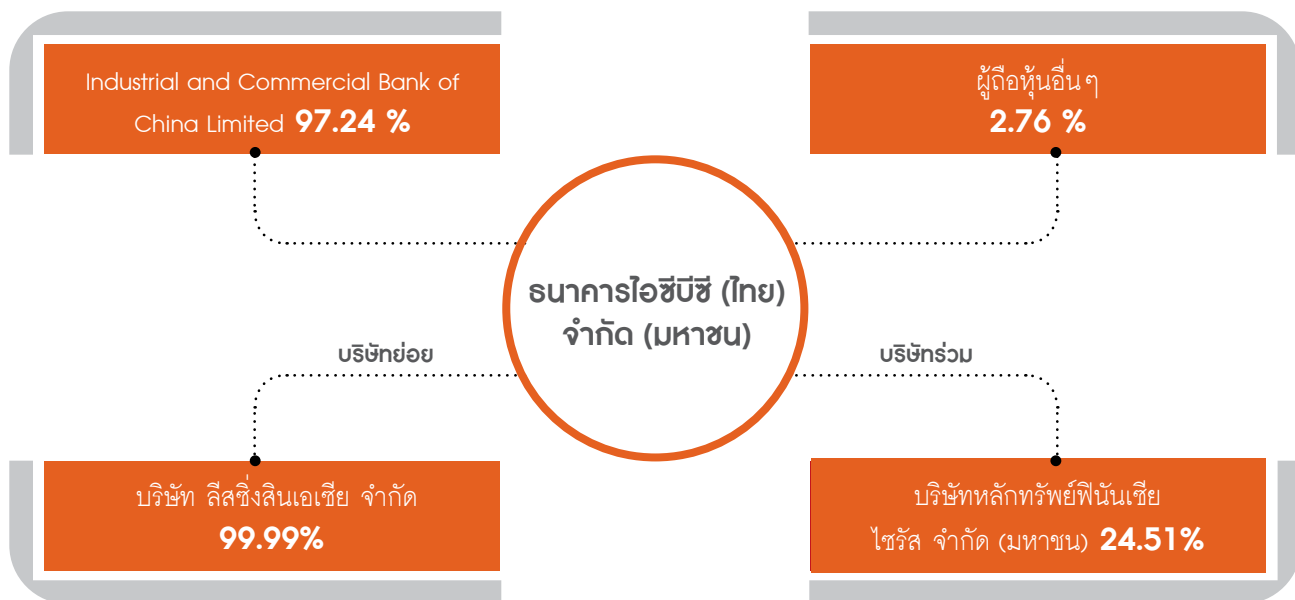 Industrial and Commercial Bank of
China Limited 97.24 %
ผู้ถือหุ้นอื่นๆ
2.76 %
ธนาคารไอซีบีซี (ไทย)
จำกัด (มหาชน)
บริษัทย่อย
บริษัทร่วม
บริษัท ลีสซิ่งสินเอเซีย จำกัด
99.99%
บริษัทหลักทรัพย์ฟินันเซีย
ไซรัส จำกัด (มหาชน) 24.51%